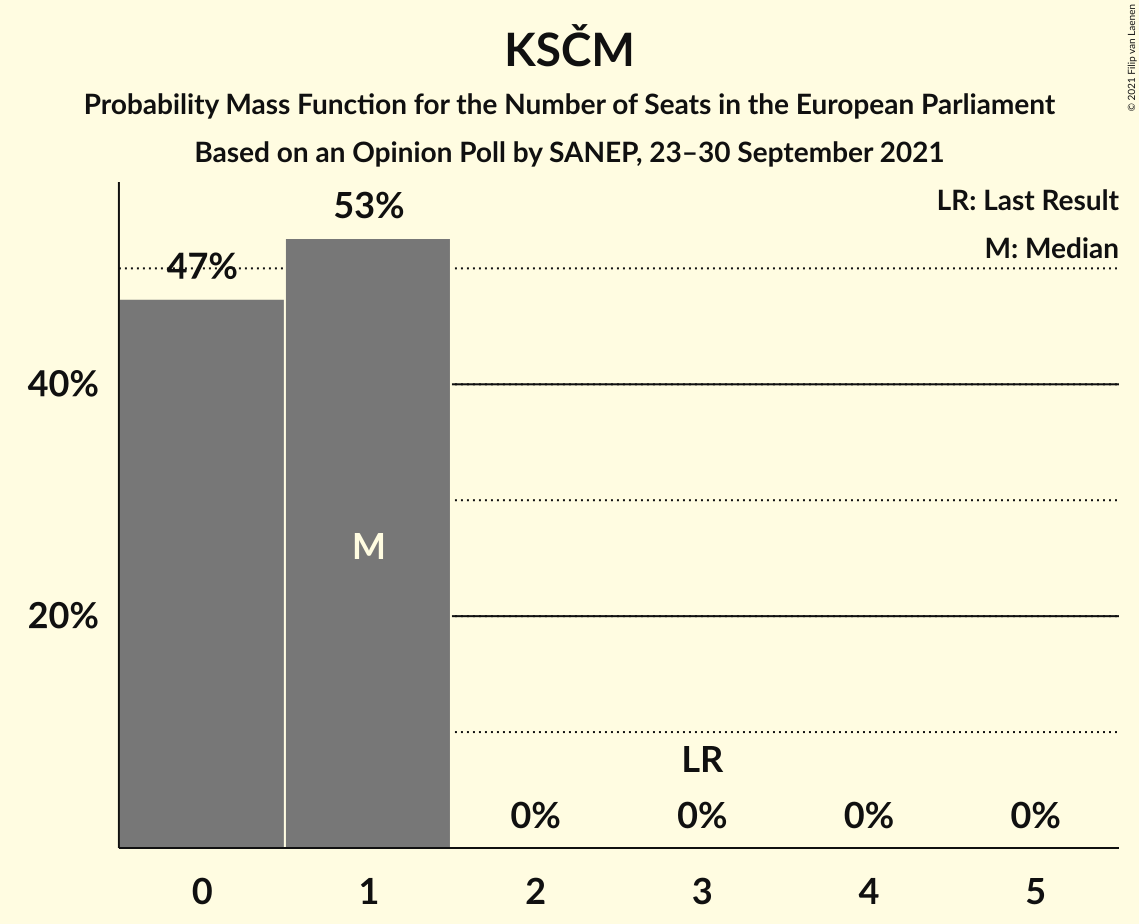 KSČM
Probability Mass Function for the Number of Seats in the European Parliament
Based on an Opinion Poll by SANEP, 23–30 September 2021
© 2021 Filip van Laenen
LR: Last Result
M: Median
53%
47%
40%
20%
M
LR
0%
0%
0%
0%
0
1
2
3
4
5